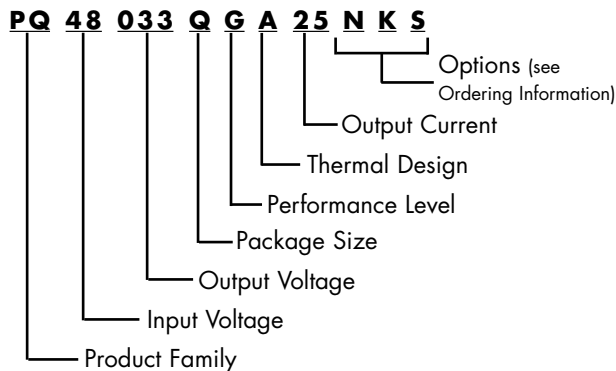 PQ 48 033 Q G A 25 N K S
Options (see
Ordering Information)
Output Current
Thermal Design
Performance Level
Package Size
Output Voltage
Input Voltage
Product Family